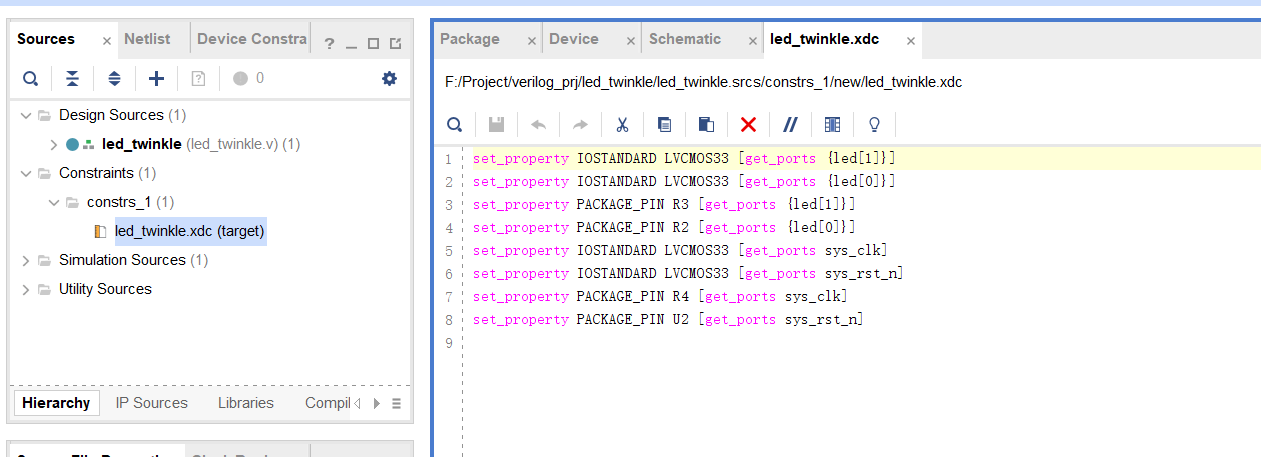 Sources × Netlist Device Constra ? Package × Device × Schematic × led_twinkle.xdc ×
F:/Project/verilog_prj/led_twinkle/led_twinkle.srcs/constrs_1/new/led_twinkle.xdc
0
Design Sources (1)
led_twinkle (led_twinkle.v) (1)
Constraints (1)
constrs_1 (1)
led_twinkle.xdc (target)
Simulation Sources (1)
Utility Sources
Hierarchy IP Sources Libraries Compil
1 set_property IOSTANDARD LVCMOS33 [get_ports {led[1]}]
2 set_property IOSTANDARD LVCMOS33 [get_ports {led[0]}]
3 set_property PACKAGE_PIN R3 [get_ports {led[1]}]
4 set_property PACKAGE_PIN R2 [get_ports {led[0]}]
5 set_property IOSTANDARD LVCMOS33 [get_ports sys_clk]
6 set_property IOSTANDARD LVCMOS33 [get_ports sys_rst_n]
7 set_property PACKAGE_PIN R4 [get_ports sys_clk]
8 set_property PACKAGE_PIN U2 [get_ports sys_rst_n]
9